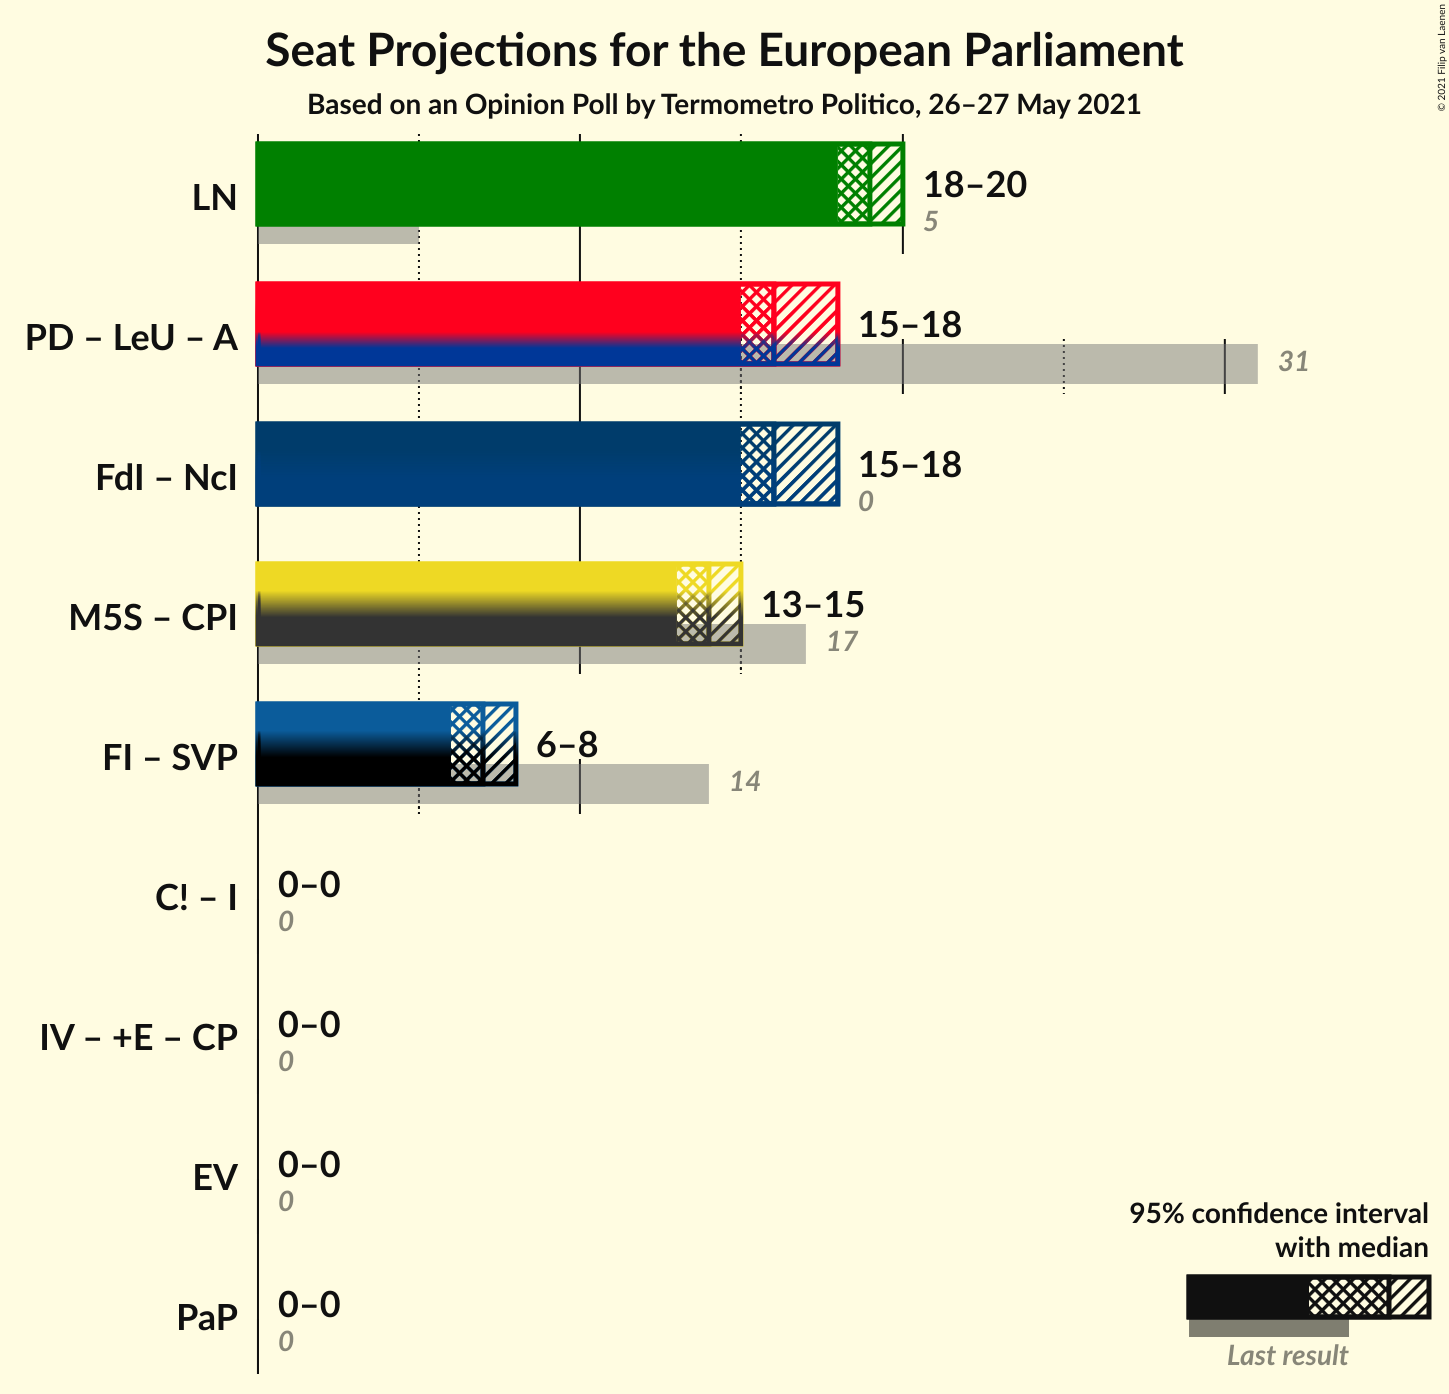 Seat Projections for the European Parliament
Based on an Opinion Poll by Termometro Politico, 26–27 May 2021
© 2021 Filip van Laenen
LN
18–20
5
PD – LeU – A
15–18
31
FdI – NcI
15–18
0
M5S – CPI
13–15
17
FI – SVP
6–8
14
C! – I
0–0
0
IV – +E – CP
0–0
0
EV
0–0
0
PaP
0–0
0
95% confidence interval
with median
Last result